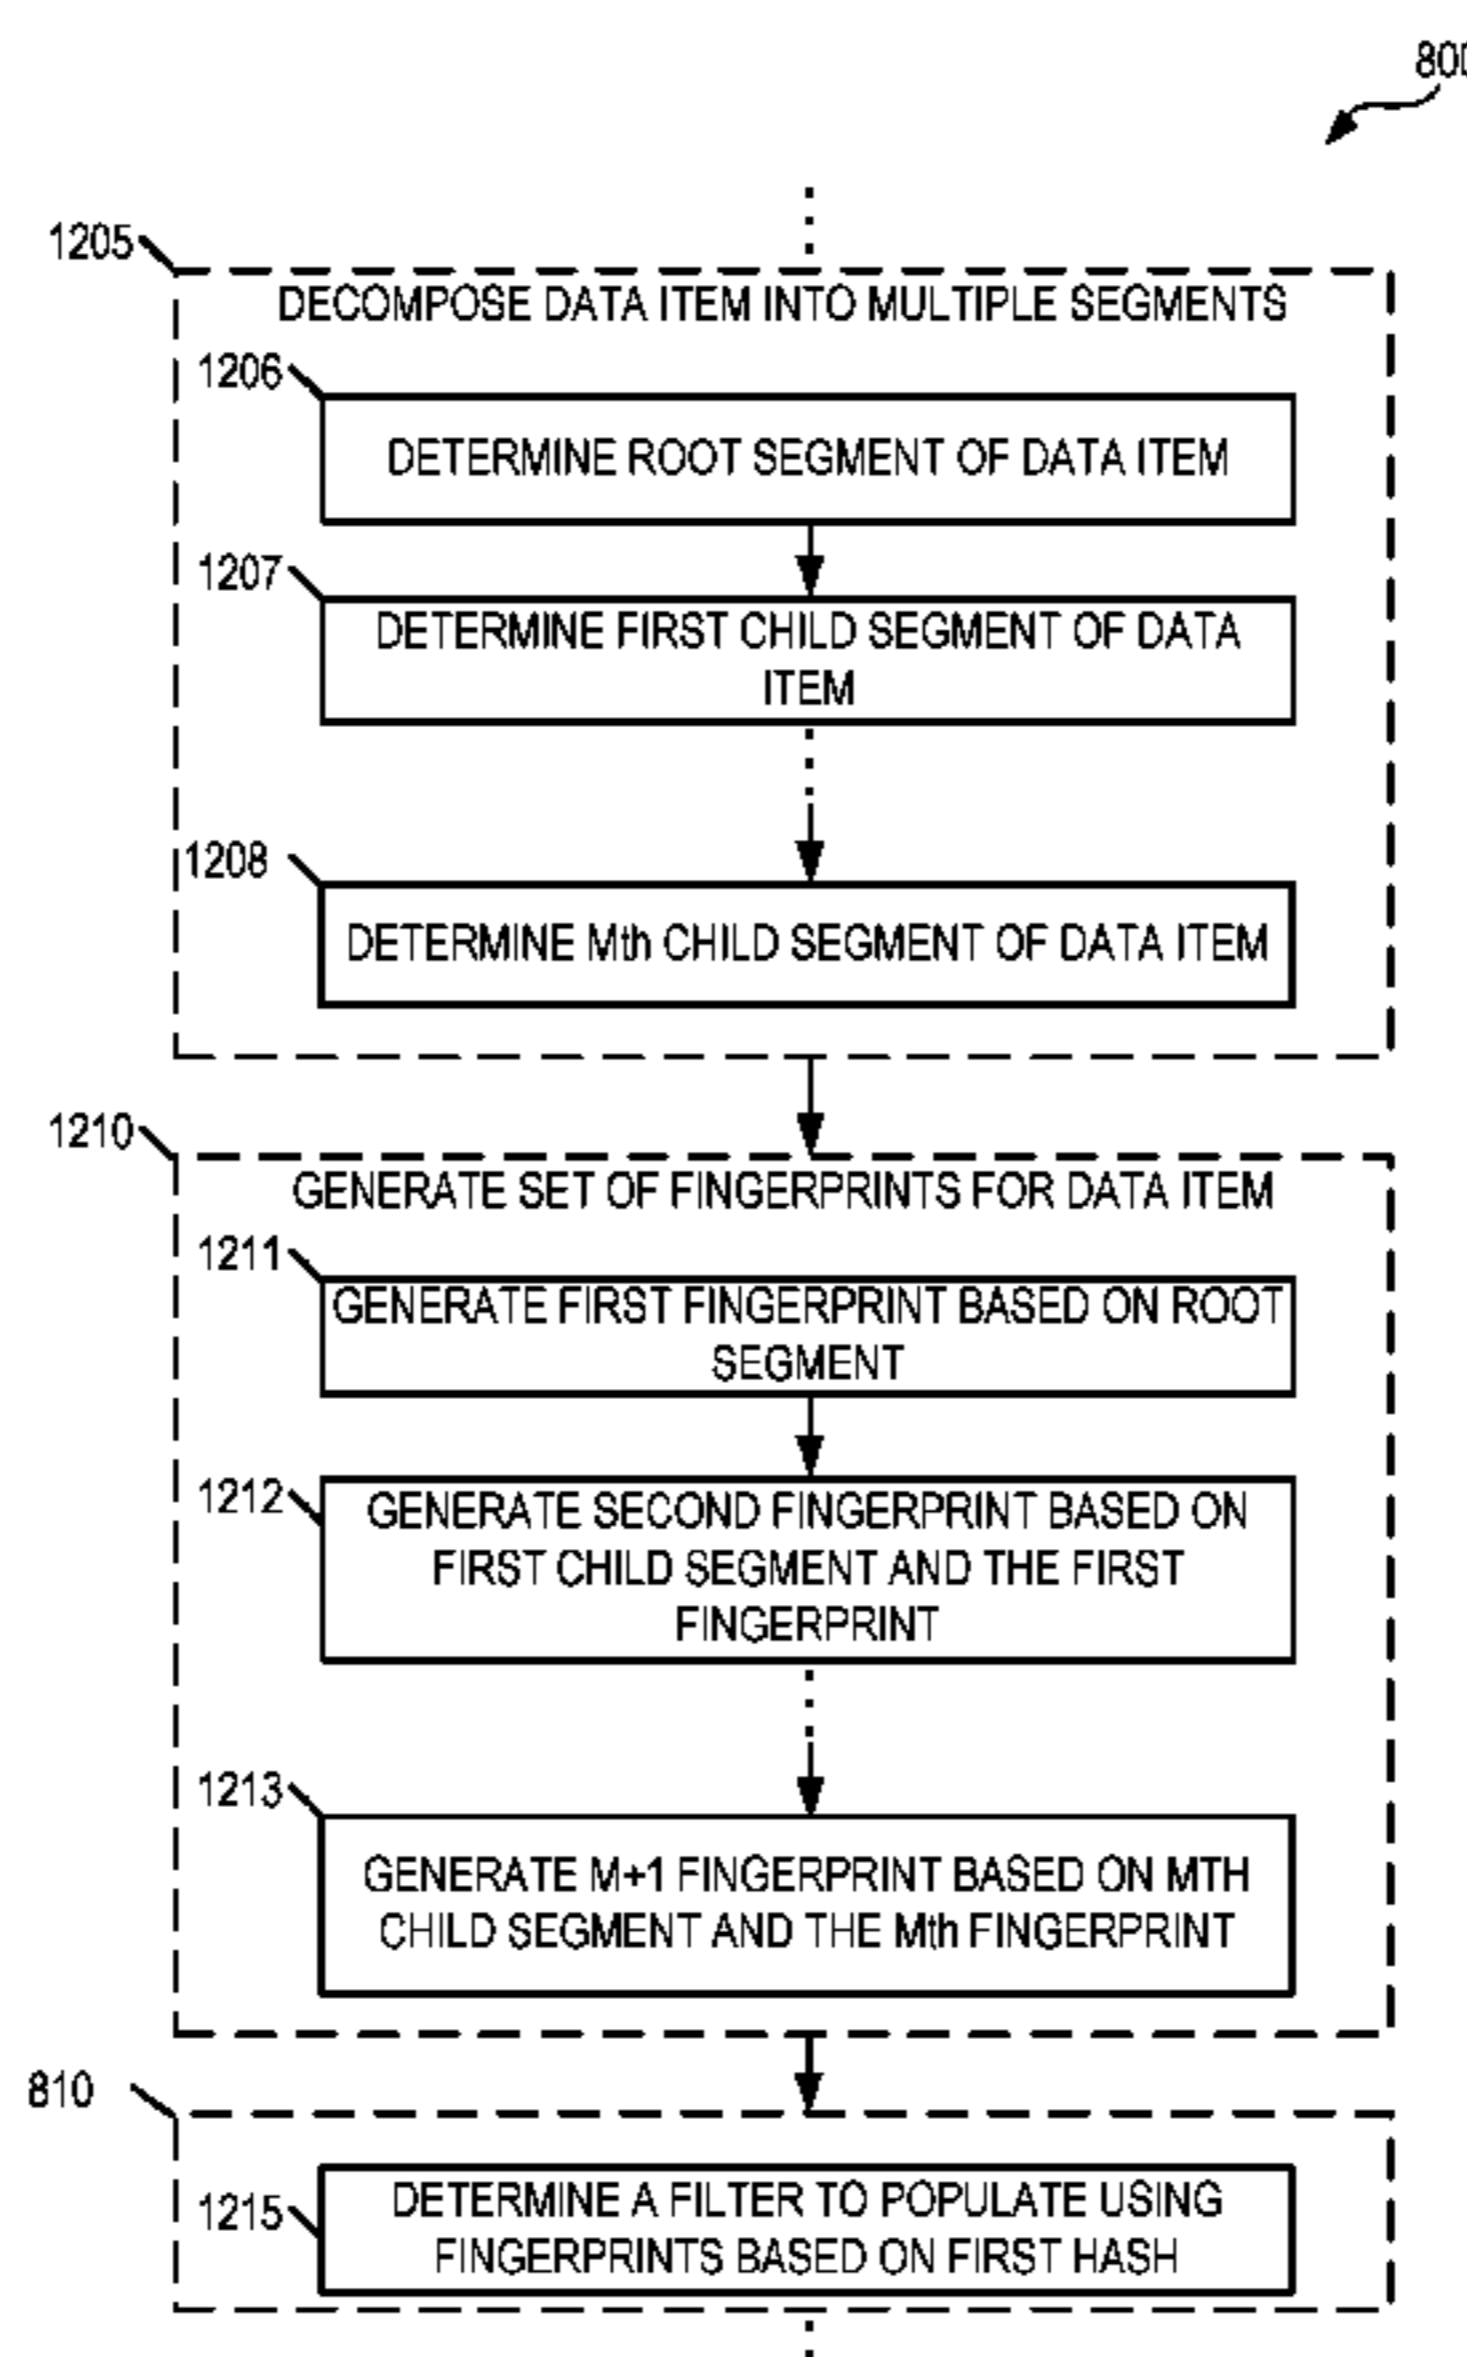 800
1205
DECOMPOSE DATA ITEM INTO MULTIPLE SEGMENTS
1206
DETERMINE ROOT SEGMENT OF DATA ITEM
1207
DETERMINE FIRST CHILD SEGMENT OF DATA
ITEM
1208
DETERMINE Mth CHILD SEGMENT OF DATA ITEM
1210
GENERATE SET OF FINGERPRINTS FOR DATA ITEM
1211
GENERATE FIRST FINGERPRINT BASED ON ROOT
SEGMENT
1212
GENERATE SECOND FINGERPRINT BASED ON
FIRST CHILD SEGMENT AND THE FIRST
FINGERPRINT
1213
GENERATE M+1 FINGERPRINT BASED ON MTH
CHILD SEGMENT AND THE Mth FINGERPRINT
810
1215
DETERMINE A FILTER TO POPULATE USING
FINGERPRINTS BASED ON FIRST HASH